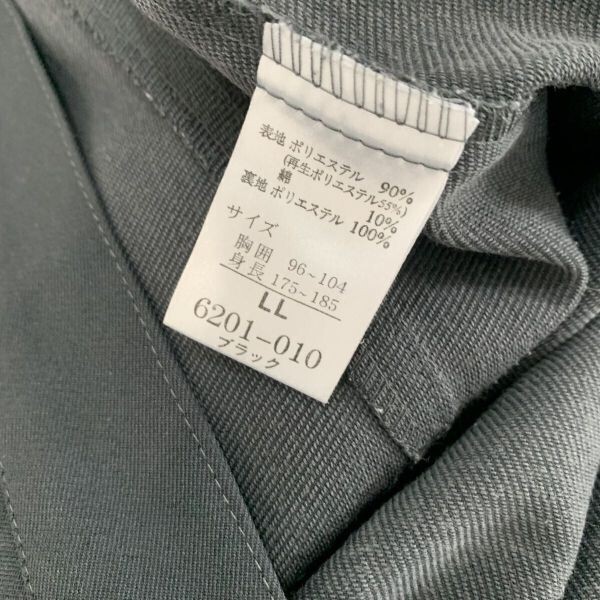 表地 ポリエステル 90%
(再生ポリエステル55%)
綿 10%
裏地 ポリエステル 100%
サイズ
胸囲 96~104
身長 175~185
LL
6201-010
ブラック